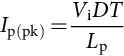 I_p(pk) = V_i DT / L_p